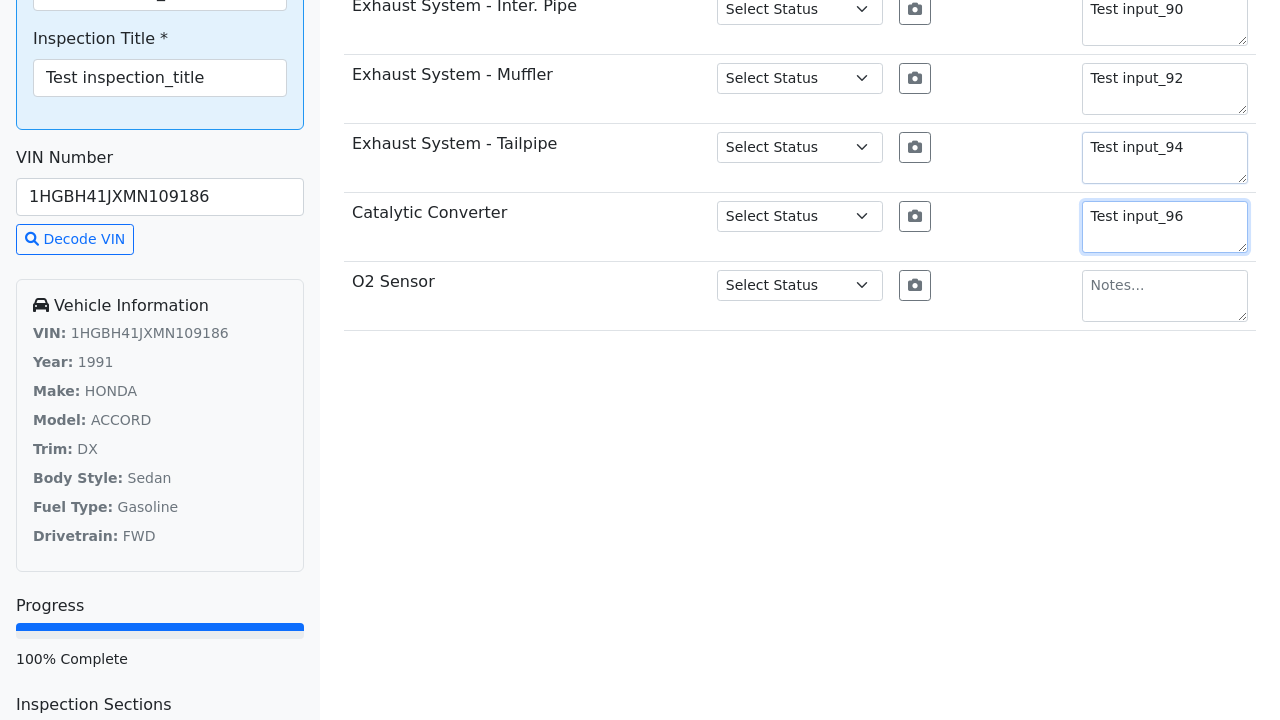 Inspection Title *
Test inspection_title
VIN Number
1HGBH41JXMN109186
Decode VIN
Vehicle Information
VIN: 1HGBH41JXMN109186
Year: 1991
Make: HONDA
Model: ACCORD
Trim: DX
Body Style: Sedan
Fuel Type: Gasoline
Drivetrain: FWD
Progress
100% Complete
Inspection Sections
Exhaust System - Inter. Pipe Select Status Test input_90
Exhaust System - Muffler Select Status Test input_92
Exhaust System - Tailpipe Select Status Test input_94
Catalytic Converter Select Status Test input_96
O2 Sensor Select Status Notes...